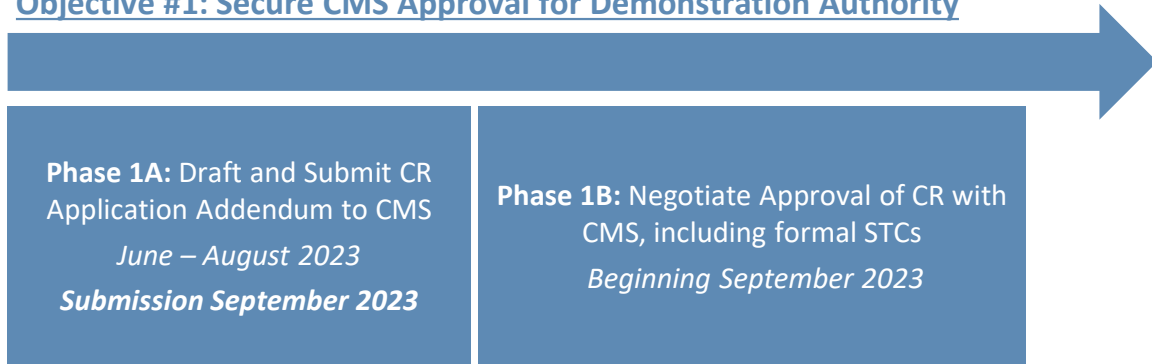 Objective #1: Secure CMS Approval for Demonstration Authority
Phase 1A: Draft and Submit CR
Application Addendum to CMS
June – August 2023
Submission September 2023
Phase 1B: Negotiate Approval of CR with
CMS, including formal STCs
Beginning September 2023